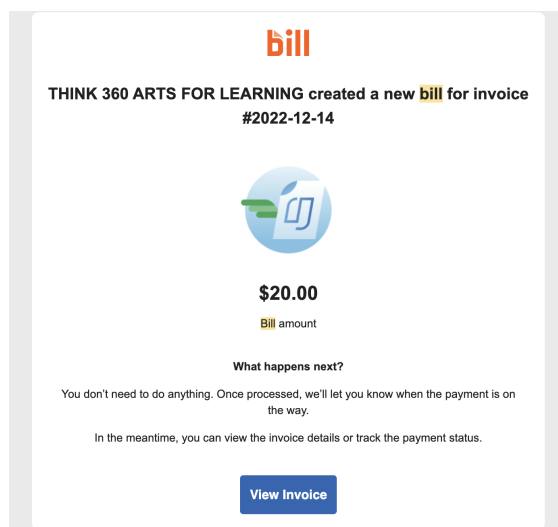 bill
THINK 360 ARTS FOR LEARNING created a new bill for invoice
#2022-12-14
$20.00
Bill amount
What happens next?
You don’t need to do anything. Once processed, we’ll let you know when the payment is on
the way.
In the meantime, you can view the invoice details or track the payment status.
View Invoice